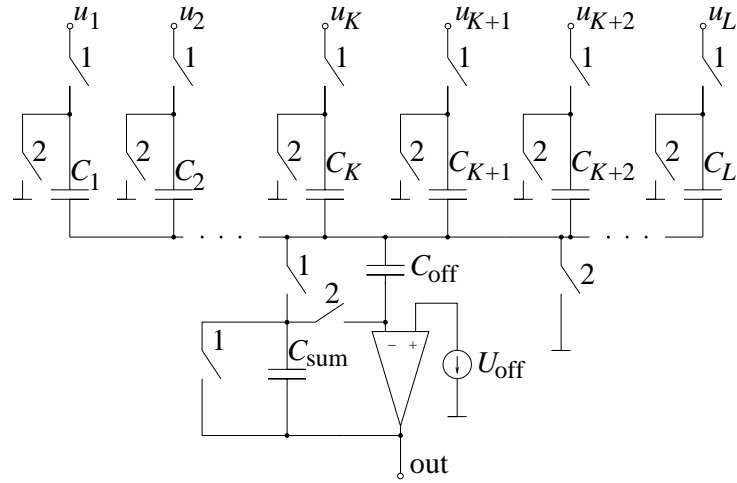 u1 u2 uK uK+1 uK+2 uL
1 1 1 1 1 1
2 C1 2 C2 2 CK 2 CK+1 2 CK+2 2 CL
. . . . . . . .
1 Coff 2
2
1 Csum − + Uoff
out